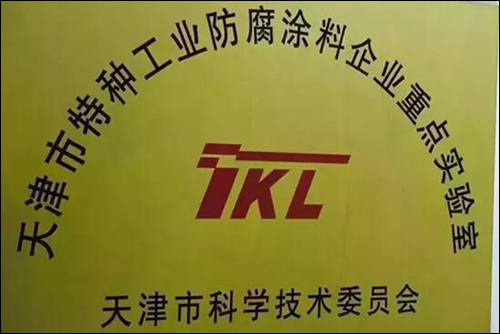 天津市特种工业防腐涂料企业重点实验室
TKL
天津市科学技术委员会